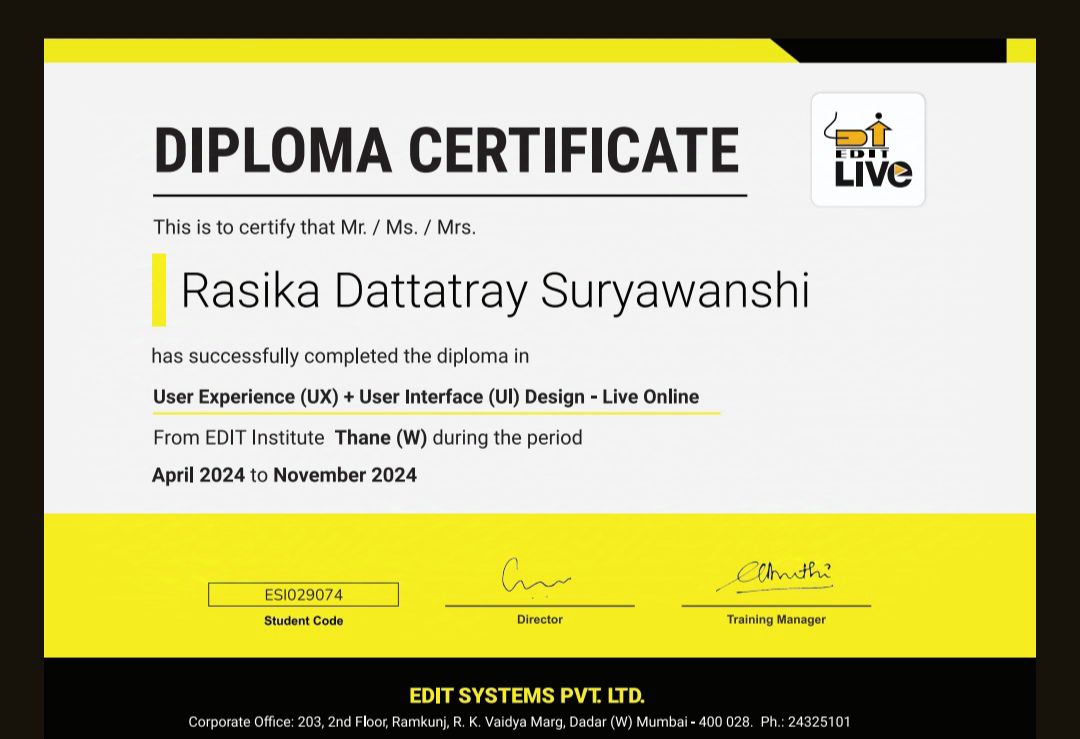 DIPLOMA CERTIFICATE
EDIT
LIVe
This is to certify that Mr. / Ms. / Mrs.
Rasika Dattatray Suryawanshi
has successfully completed the diploma in
User Experience (UX) + User Interface (UI) Design - Live Online
From EDIT Institute Thane (W) during the period
April 2024 to November 2024
ESI029074
Student Code
Director
Training Manager
EDIT SYSTEMS PVT. LTD.
Corporate Office: 203, 2nd Floor, Ramkunj, R. K. Vaidya Marg, Dadar (W) Mumbai - 400 028. Ph.: 24325101